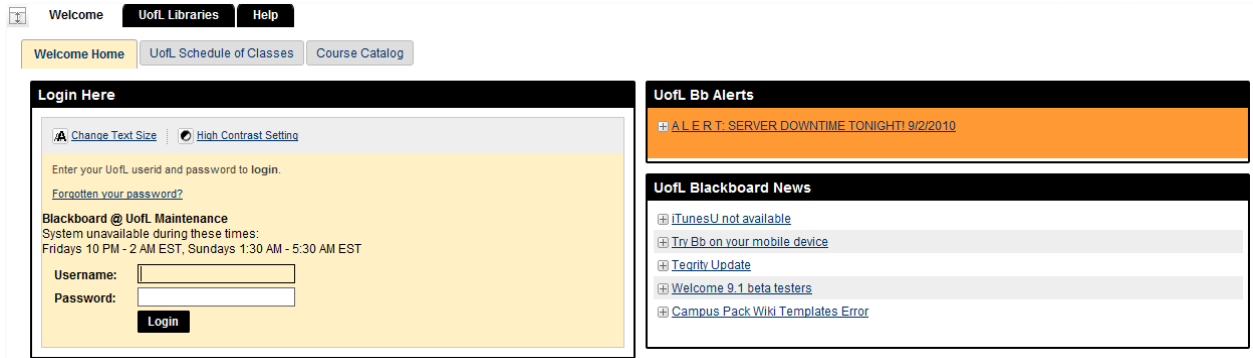 Welcome UofL Libraries Help
Welcome Home UofL Schedule of Classes Course Catalog
Login Here
Change Text Size High Contrast Setting
Enter your UofL userid and password to login.
Forgotten your password?
Blackboard @ UofL Maintenance
System unavailable during these times:
Fridays 10 PM - 2 AM EST, Sundays 1:30 AM - 5:30 AM EST
Username:
Password:
Login
UofL Bb Alerts
A L E R T: SERVER DOWNTIME TONIGHT! 9/2/2010
UofL Blackboard News
iTunesU not available
Try Bb on your mobile device
Tegrity Update
Welcome 9.1 beta testers
Campus Pack Wiki Templates Error